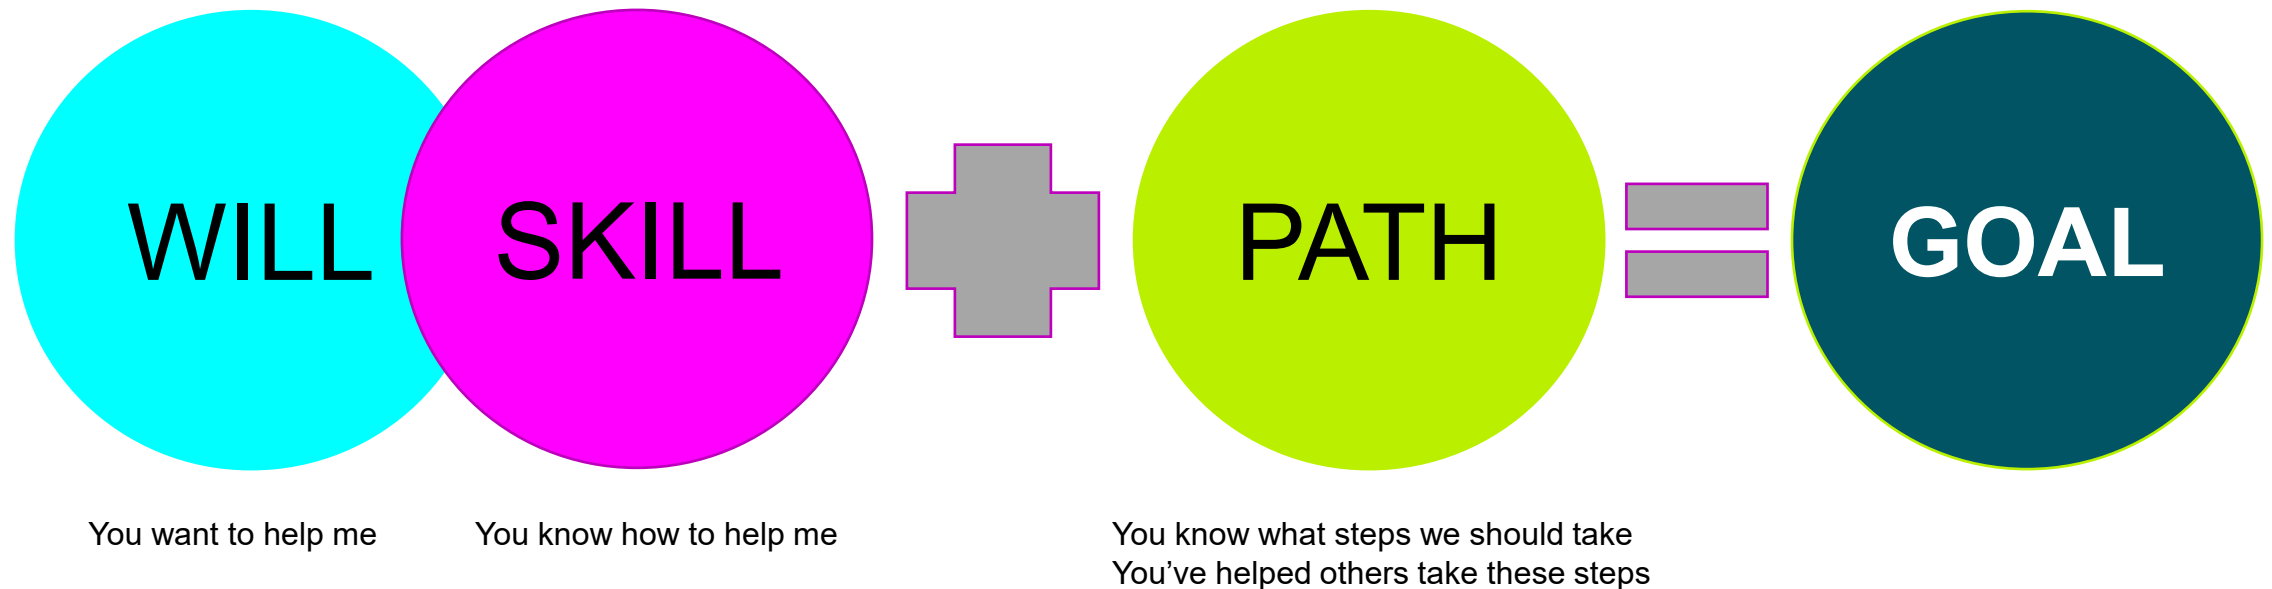 WILL
SKILL
PATH
GOAL
You want to help me
You know how to help me
You know what steps we should take
You’ve helped others take these steps